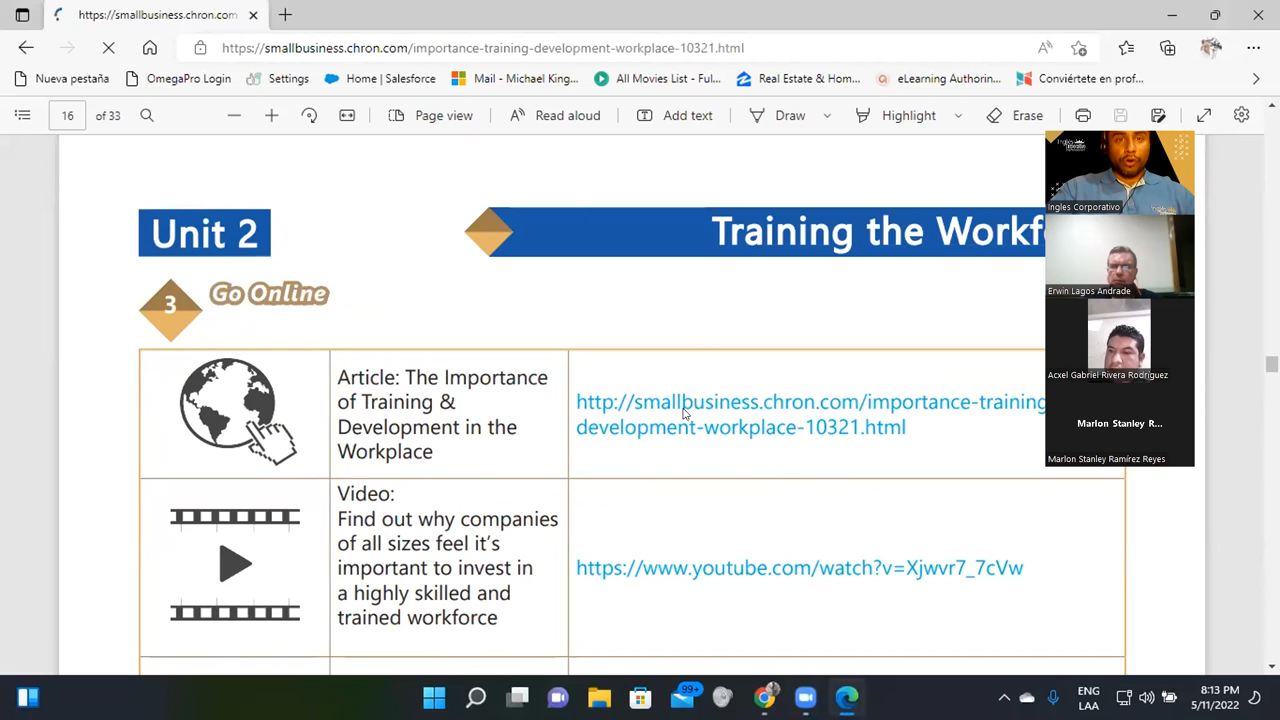 https://smallbusiness.chron.com
https://smallbusiness.chron.com/importance-training-development-workplace-10321.html
Nueva pestaña
OmegaPro Login
Settings
Home | Salesforce
Mail - Michael King...
All Movies List - Ful...
Real Estate & Hom...
eLearning Authorin...
Conviértete en prof...
16 of 33
Page view
Read aloud
Add text
Draw
Highlight
Erase
Unit 2
Training the Workf
3 Go Online
Article: The Importance
of Training &
Development in the
Workplace
http://smallbusiness.chron.com/importance-training
development-workplace-10321.html
Video:
Find out why companies
of all sizes feel it's
important to invest in
a highly skilled and
trained workforce
https://www.youtube.com/watch?v=Xjwvr7_7cVw
Ingles Corporativo
Erwin Lagos Andrade
Acxel Gabriel Rivera Rodriguez
Marlon Stanley R...
Marlon Stanley Ramírez Reyes
99+
ENG
LAA
8:13 PM
5/11/2022